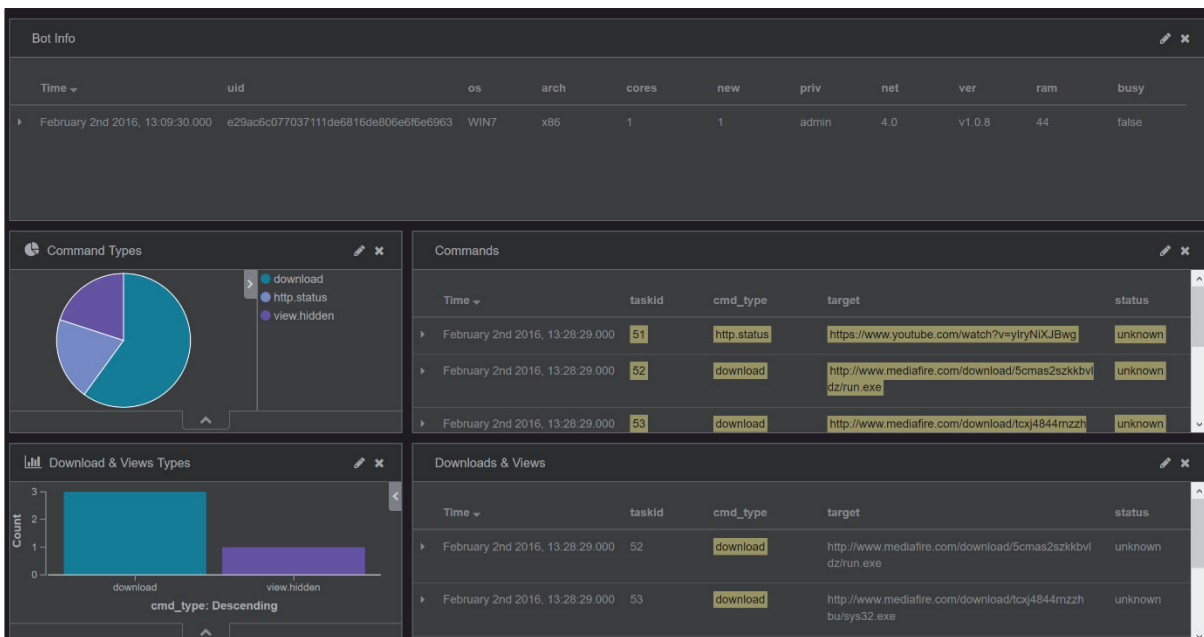 Bot Info
Time uid os arch cores new priv net ver ram busy
February 2nd 2016, 13:09:30.000 e29ac6c077037111de6816de806e6f6e6963 WIN7 x86 1 1 admin 4.0 v1.0.8 44 false
Command Types
download
http.status
view.hidden
Commands
Time taskid cmd_type target status
February 2nd 2016, 13:28:29.000 51 http.status https://www.youtube.com/watch?v=yIryNiXJBwg unknown
February 2nd 2016, 13:28:29.000 52 download http://www.mediafire.com/download/5cmas2szkkbvl unknown
dz/run.exe
February 2nd 2016, 13:28:29.000 53 download http://www.mediafire.com/download/tcxj4844rnzzh unknown
Download & Views Types
Count
3
2
1
0
download view.hidden
cmd_type: Descending
Downloads & Views
Time taskid cmd_type target status
February 2nd 2016, 13:28:29.000 52 download http://www.mediafire.com/download/5cmas2szkkbvl unknown
dz/run.exe
February 2nd 2016, 13:28:29.000 53 download http://www.mediafire.com/download/tcxj4844rnzzh unknown
bu/sys32.exe